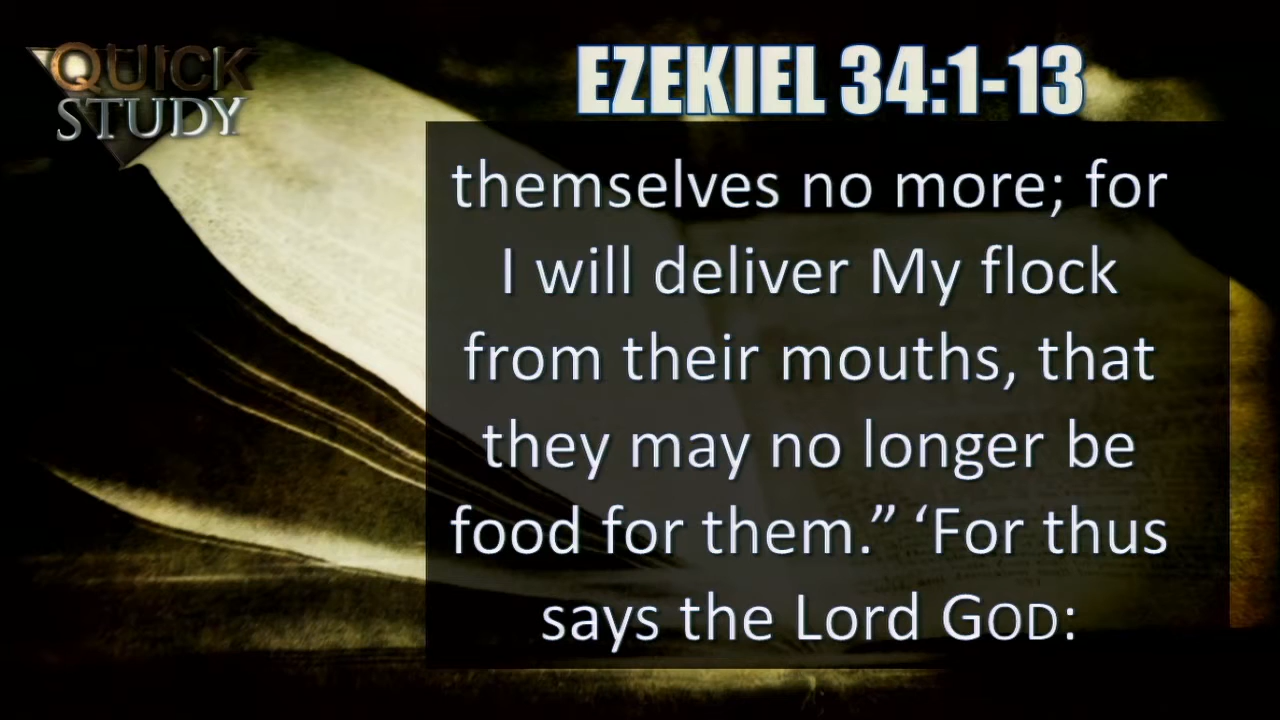 QUICK
STUDY
EZEKIEL 34:1-13
themselves no more; for
I will deliver My flock
from their mouths, that
they may no longer be
food for them.” ‘For thus
says the Lord GOD: